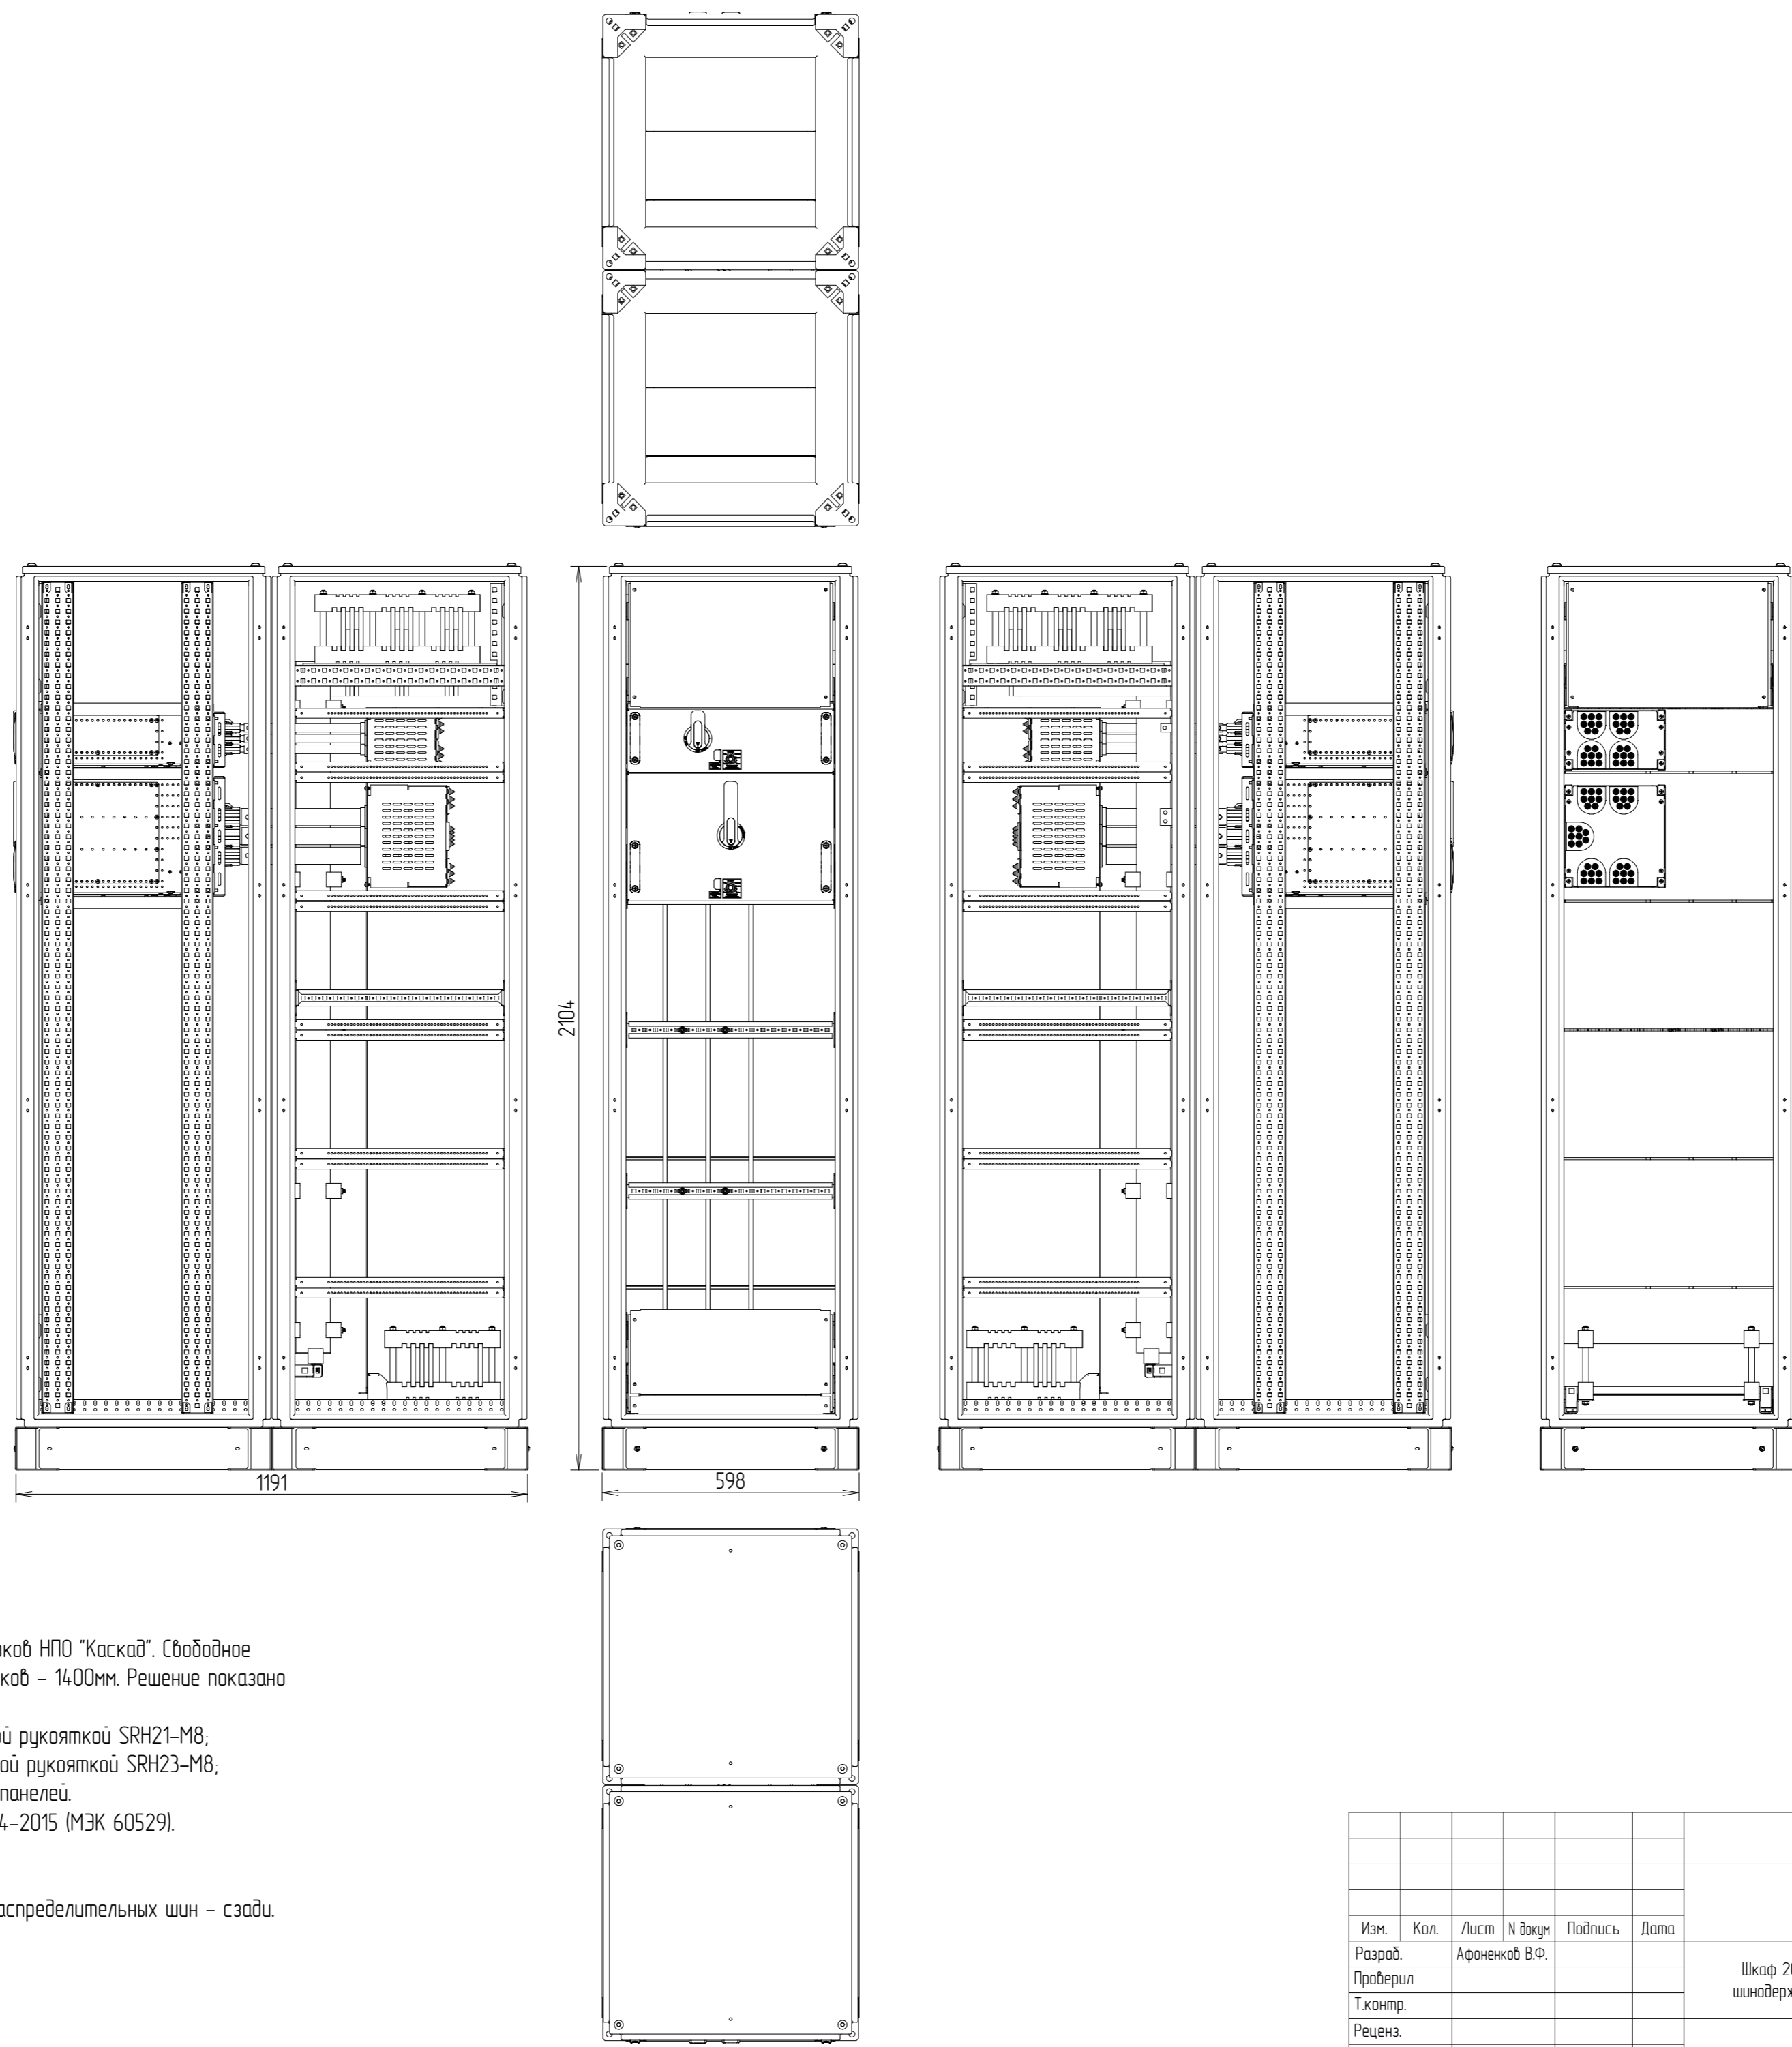 2104
1191
598
оков НПО "Каскад". Свободное
ков – 1400мм. Решение показано
ой рукояткой SRH21-M8;
ой рукояткой SRH23-M8;
панелей.
4-2015 (МЭК 60529).
аспределительных шин – сзади.
Изм. Кол. Лист N докум Подпись Дата
Разраб. Афоненков В.Ф.
Шкаф 20
Проверил
шинодерж
Т.контр.
Реценз.